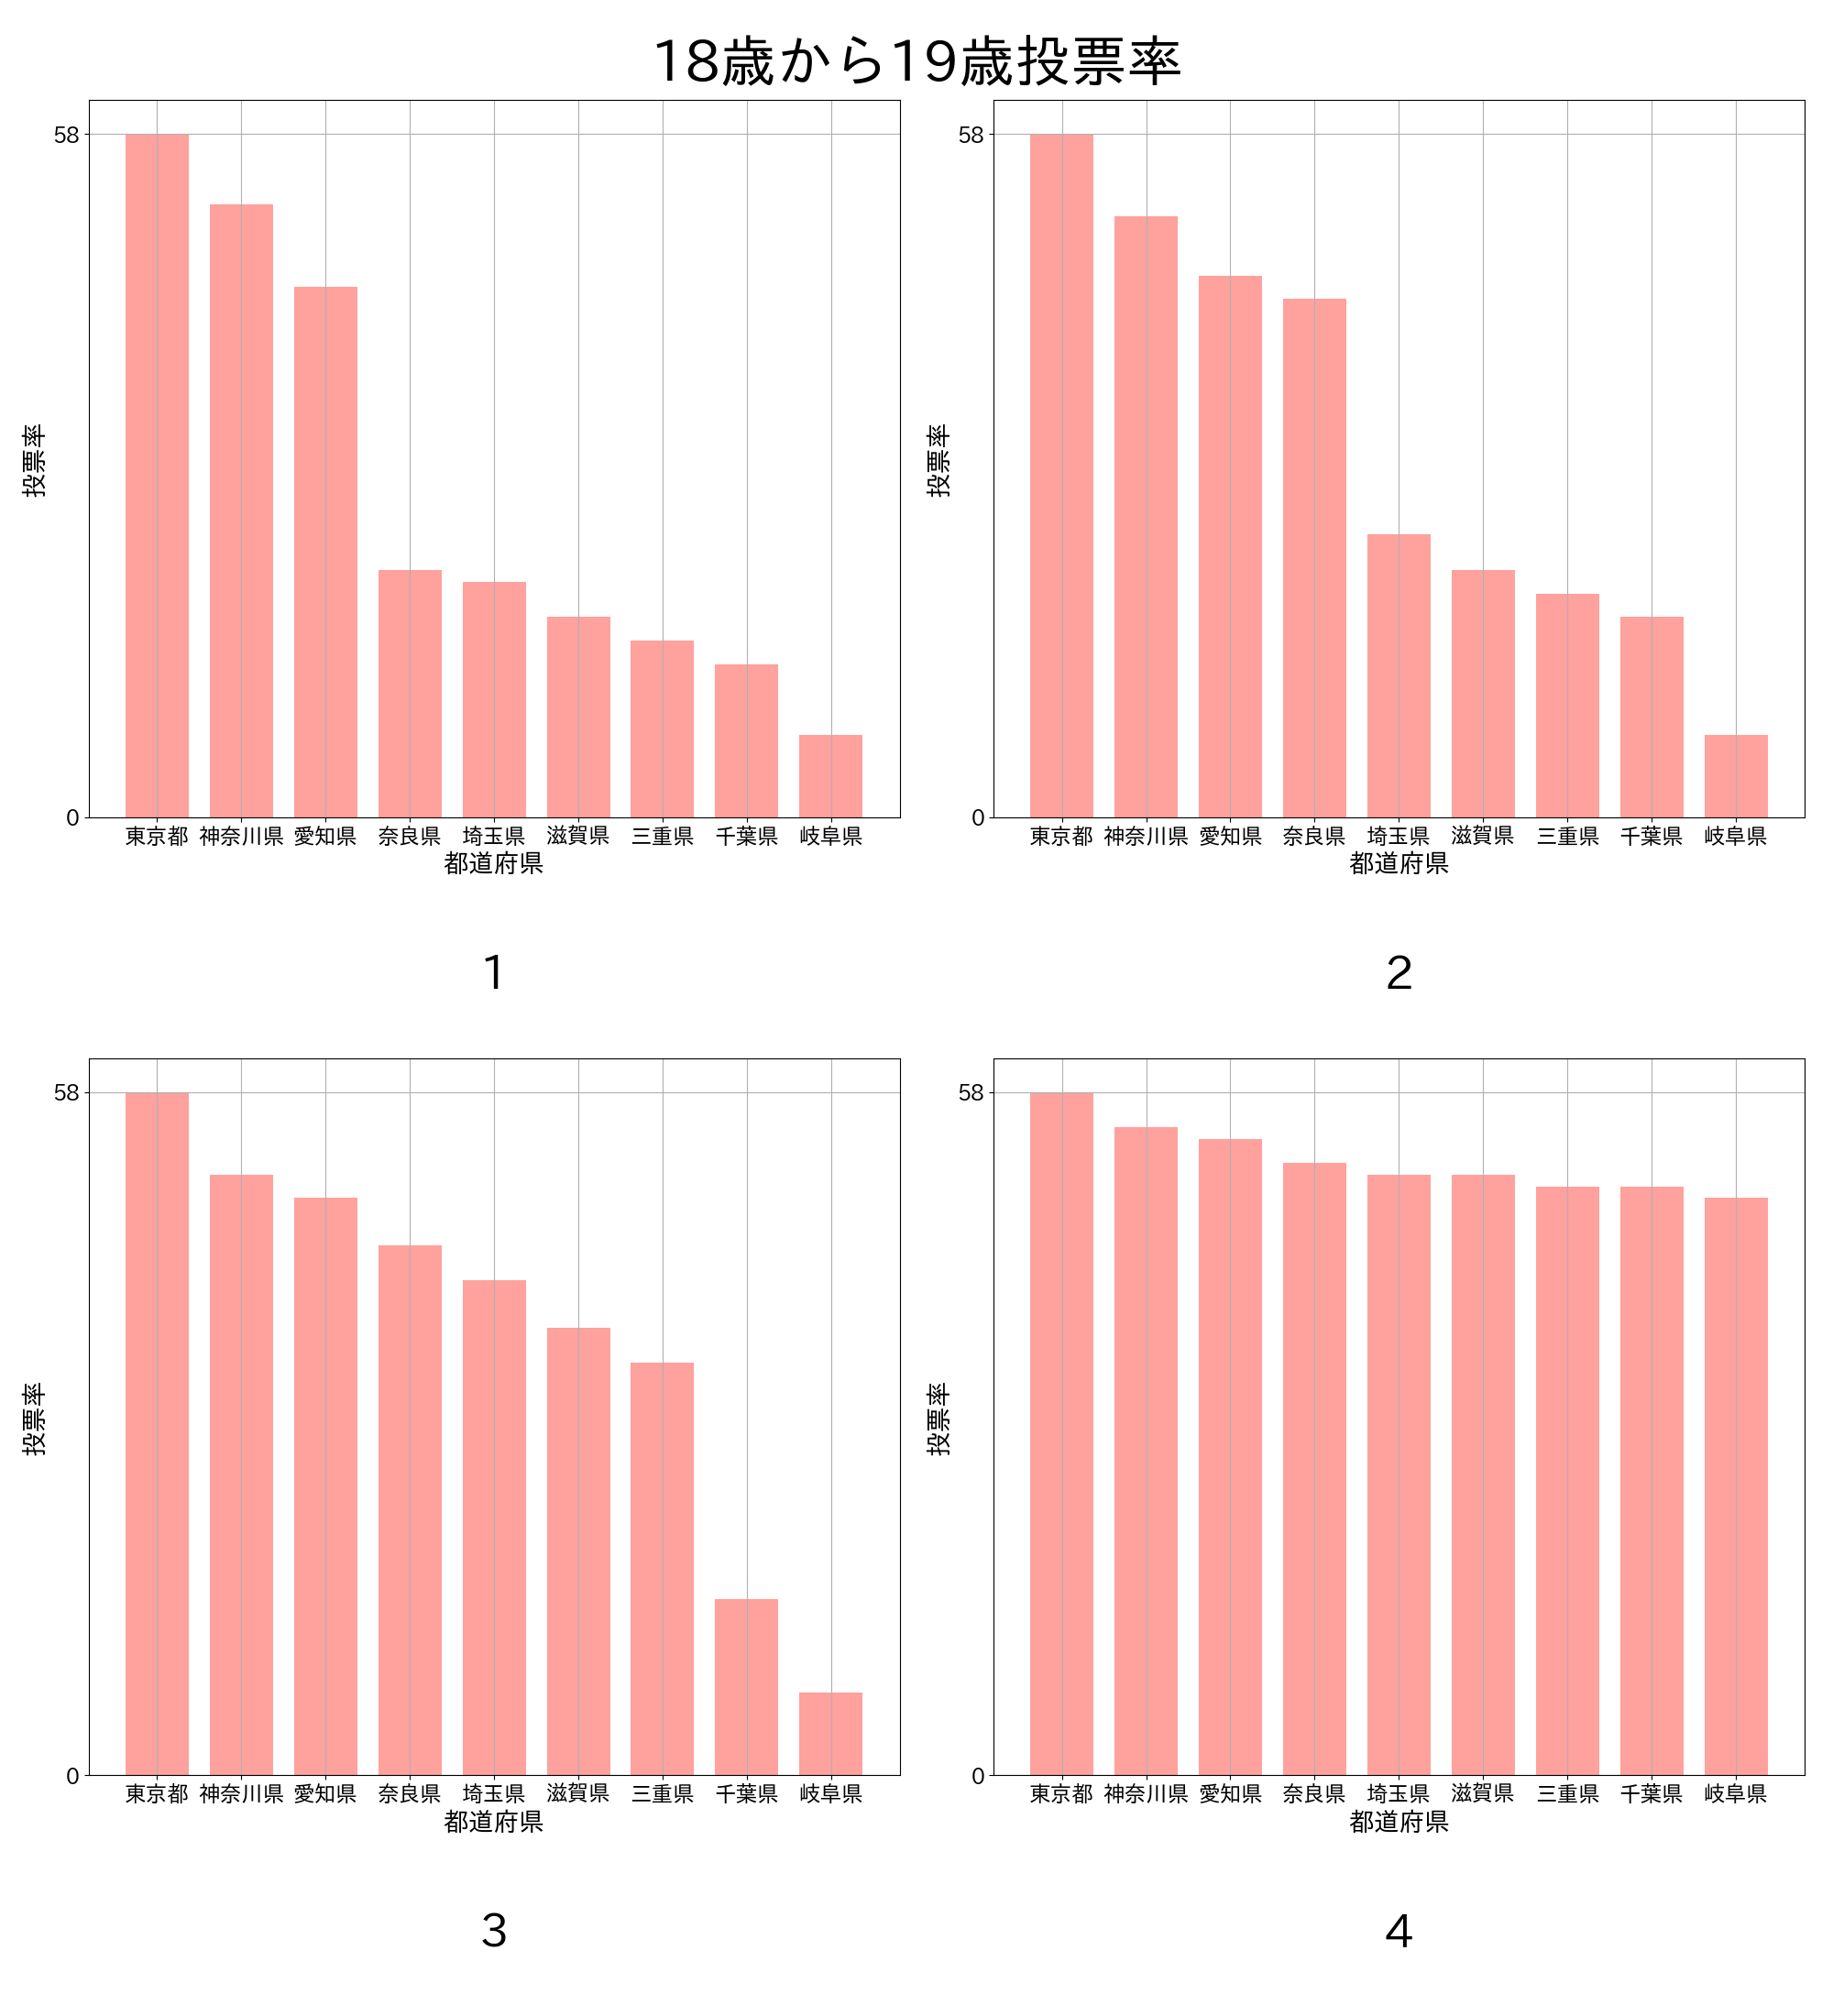 18歳から19歳投票率
58
0
投票率
東京都 神奈川県 愛知県 奈良県 埼玉県 滋賀県 三重県 千葉県 岐阜県
都道府県
1
58
0
投票率
東京都 神奈川県 愛知県 奈良県 埼玉県 滋賀県 三重県 千葉県 岐阜県
都道府県
2
58
0
投票率
東京都 神奈川県 愛知県 奈良県 埼玉県 滋賀県 三重県 千葉県 岐阜県
都道府県
3
58
0
投票率
東京都 神奈川県 愛知県 奈良県 埼玉県 滋賀県 三重県 千葉県 岐阜県
都道府県
4